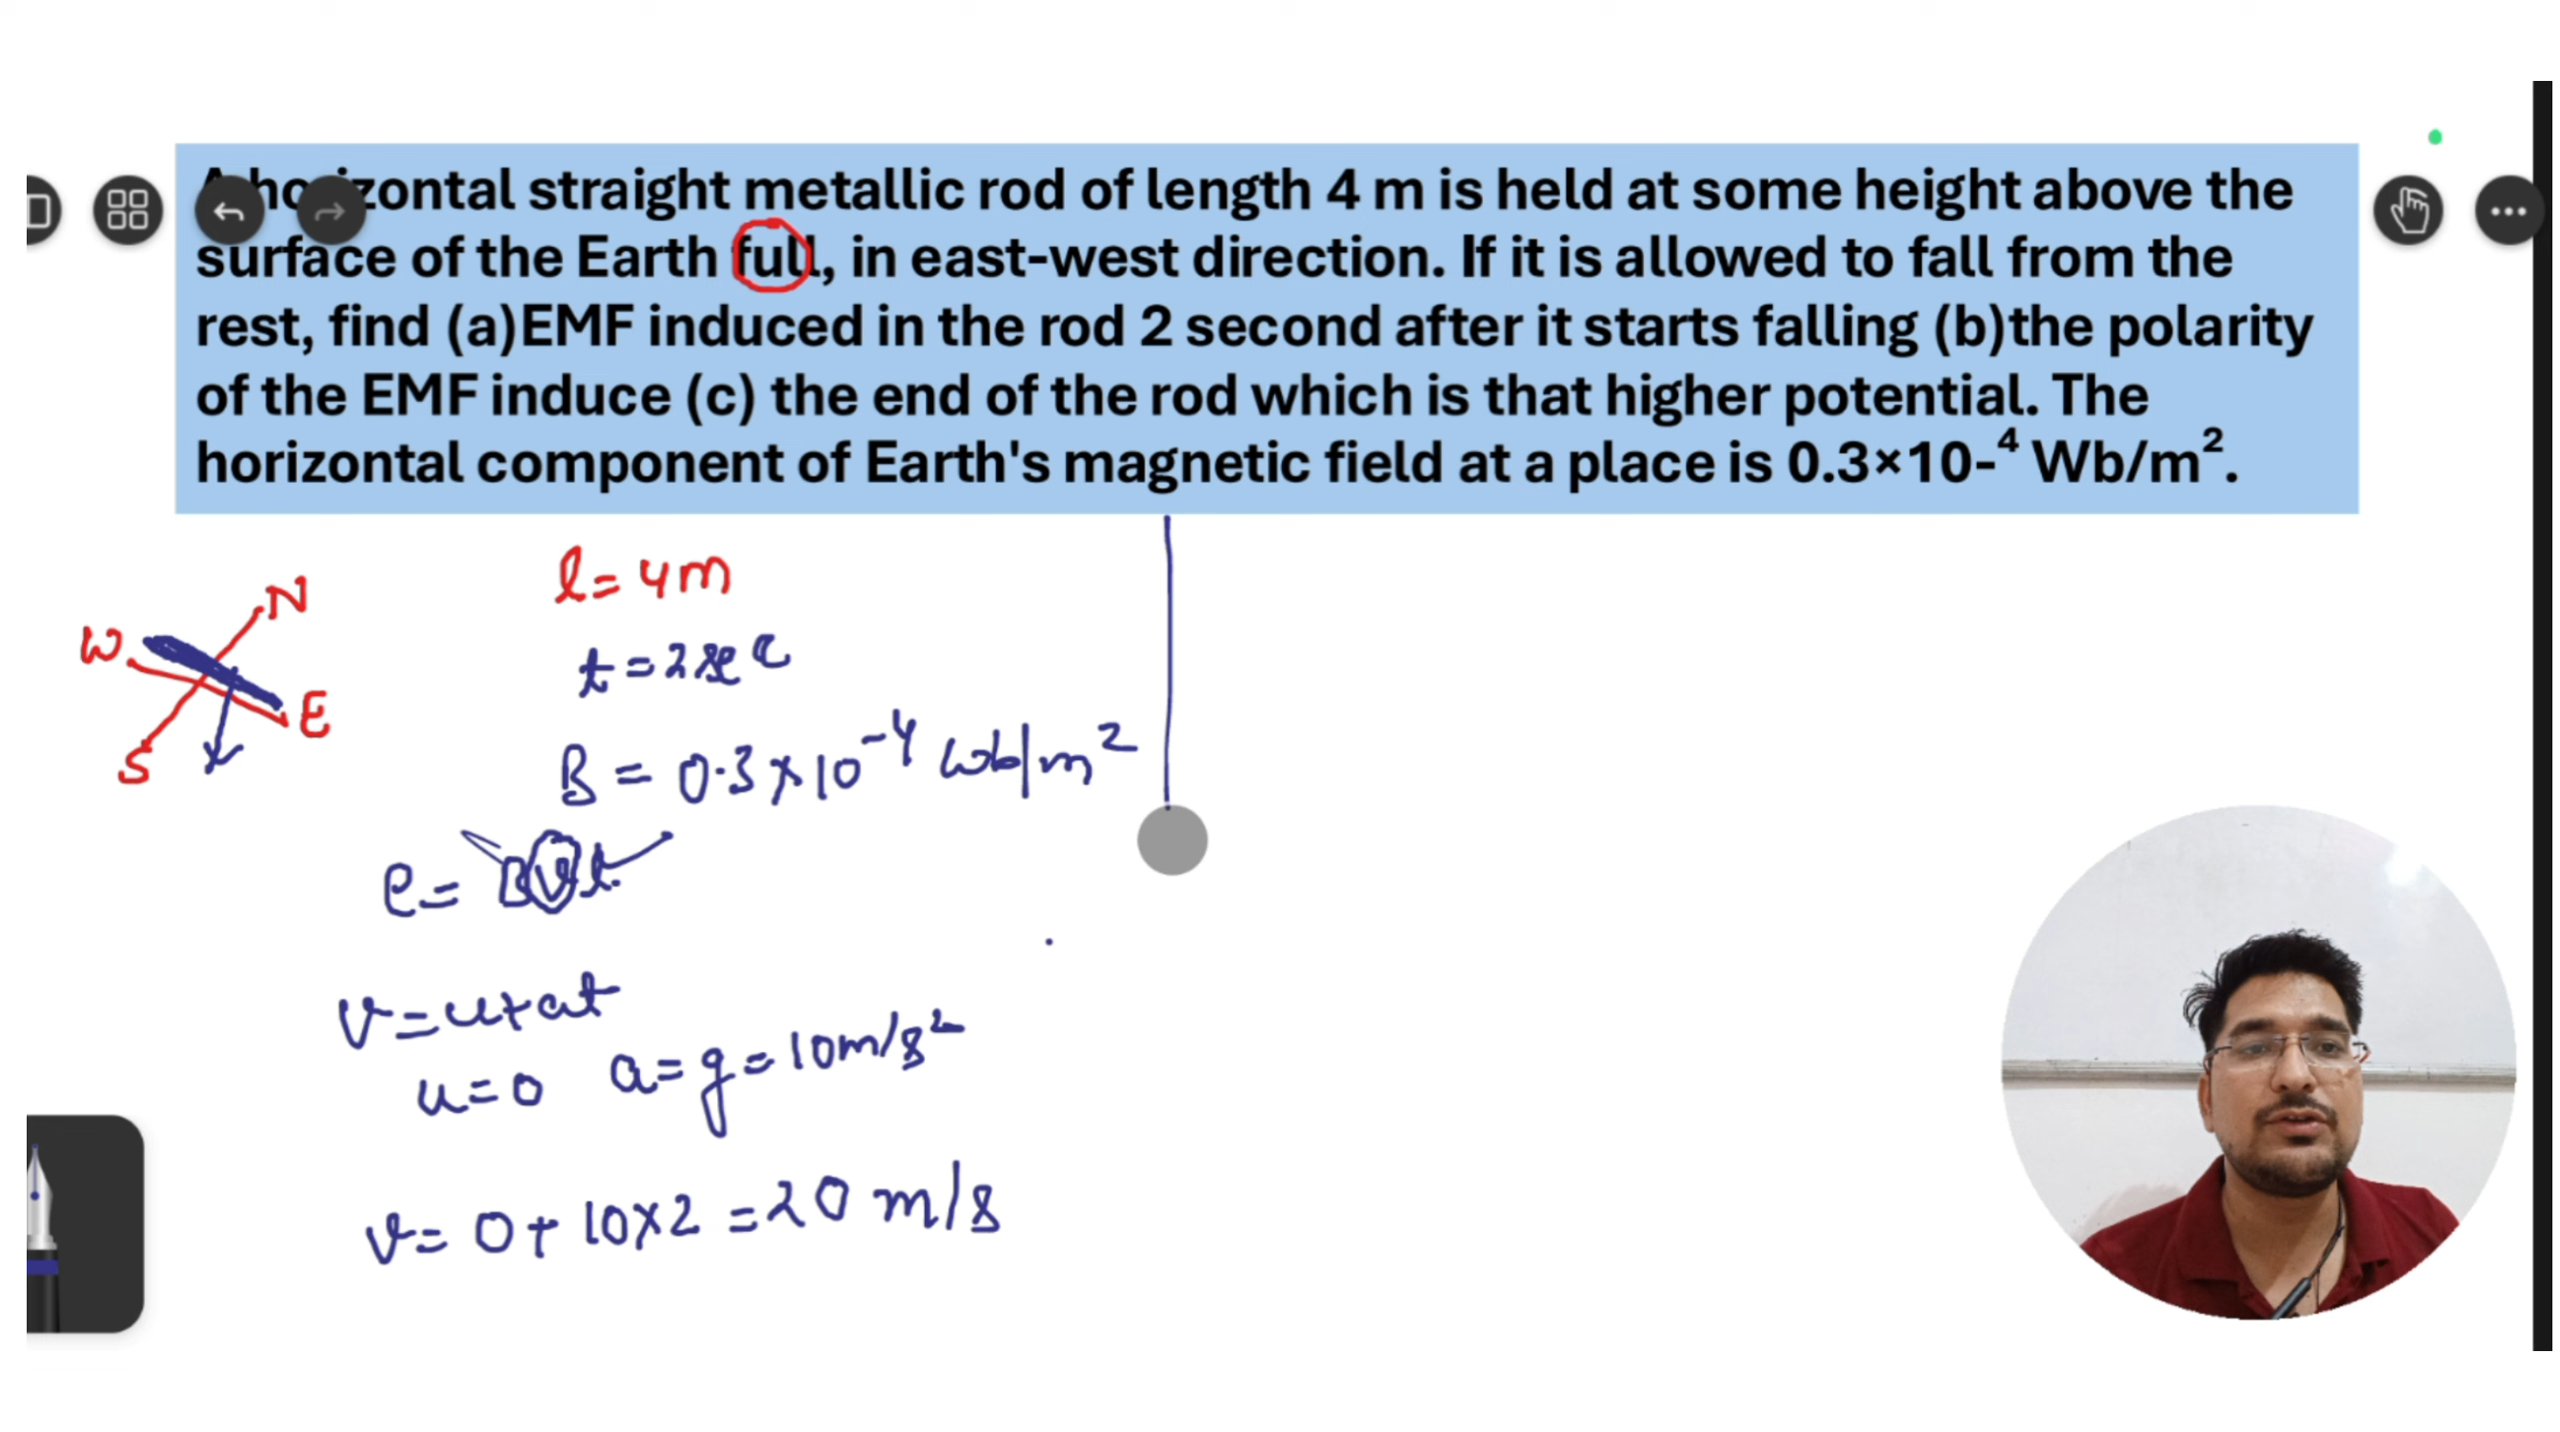 A horizontal straight metallic rod of length 4 m is held at some height above the
surface of the Earth full, in east-west direction. If it is allowed to fall from the
rest, find (a)EMF induced in the rod 2 second after it starts falling (b)the polarity
of the EMF induce (c) the end of the rod which is that higher potential. The
horizontal component of Earth's magnetic field at a place is 0.3×10-⁴ Wb/m².
N
W
E
S
l = 4m
t = 2 sec
B = 0.3 × 10⁻⁴ Wb/m²
e = Bvl
v = u + at
u = 0 a = g = 10 m/s²
v = 0 + 10 × 2 = 20 m/s